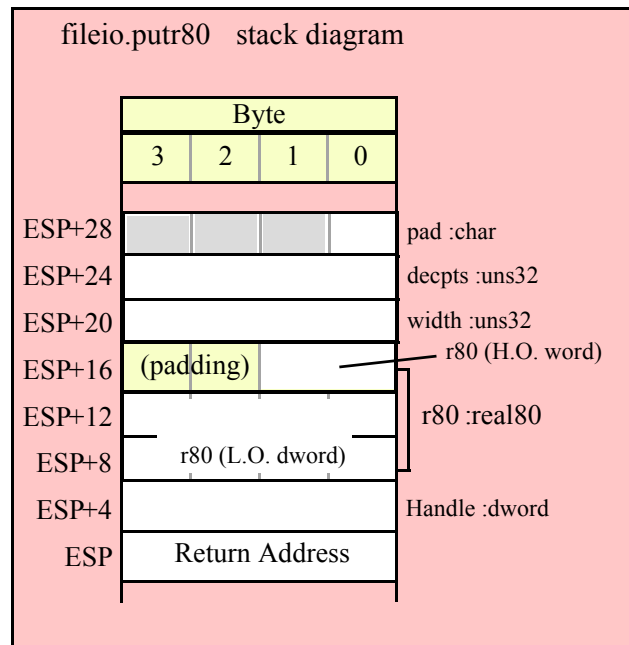 fileio.putr80 stack diagram
Byte
3 2 1 0
ESP+28 pad :char
ESP+24 decpts :uns32
ESP+20 width :uns32
ESP+16 (padding) r80 (H.O. word)
ESP+12 r80 :real80
ESP+8 r80 (L.O. dword)
ESP+4 Handle :dword
ESP Return Address